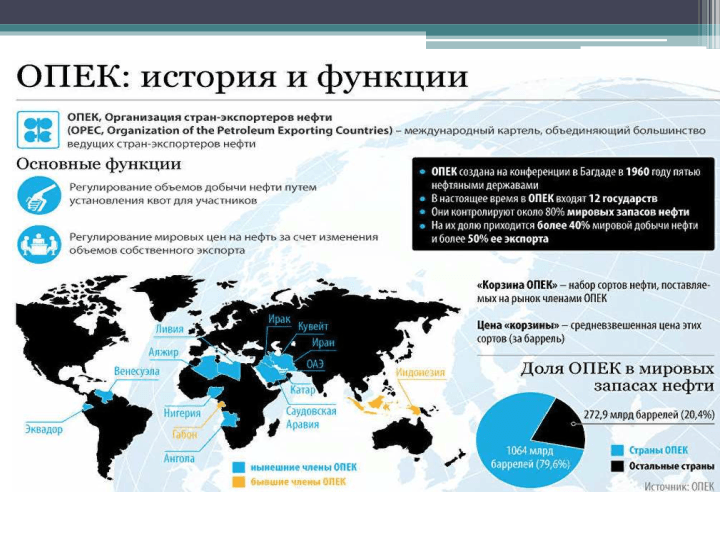 ОПЕК: история и функции
ОПЕК, Организация стран-экспортеров нефти
(OPEC, Organization of the Petroleum Exporting Countries) – международный картель, объединяющий большинство
ведущих стран-экспортеров нефти
Основные функции
Регулирование объемов добычи нефти путем
установления квот для участников
Регулирование мировых цен на нефть за счет изменения
объемов собственного экспорта
ОПЕК создана на конференции в Багдаде в 1960 году пятью
нефтяными державами
В настоящее время в ОПЕК входят 12 государств
Они контролируют около 80% мировых запасов нефти
На их долю приходится более 40% мировой добычи нефти
и более 50% ее экспорта
«Корзина ОПЕК» – набор сортов нефти, поставляе-
мых на рынок членами ОПЕК
Цена «корзины» – средневзвешенная цена этих
сортов (за баррель)
Ирак
Кувейт
Ливия
Иран
Алжир
ОАЭ
Венесуэла
Катар
Индонезия
Нигерия
Саудовская
Аравия
Эквадор
Габон
Ангола
нынешние члены ОПЕК
бывшие члены ОПЕК
Доля ОПЕК в мировых
запасах нефти
272,9 млрд баррелей (20,4%)
1064 млрд
баррелей (79,6%)
Страны ОПЕК
Остальные страны
Источник: ОПЕК